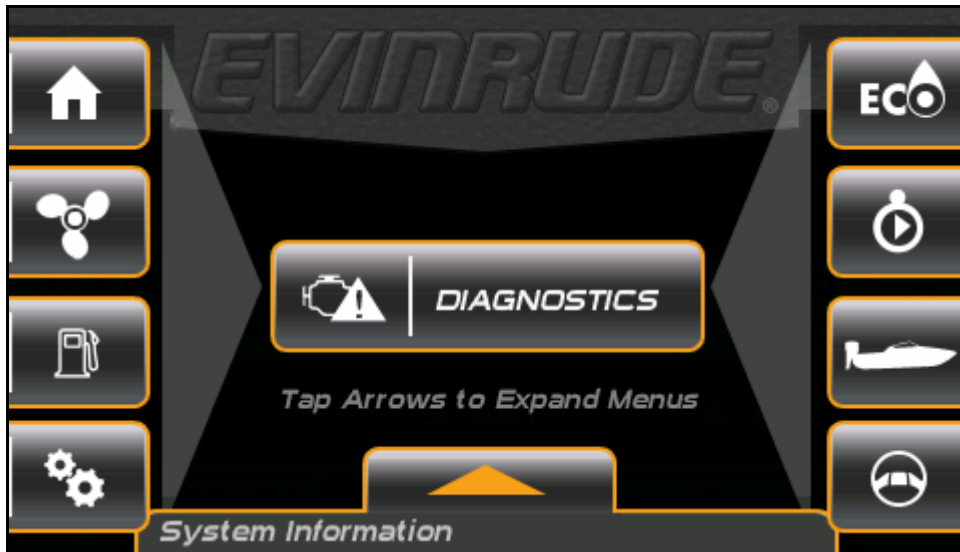 EVINRUDE®
ECO
DIAGNOSTICS
Tap Arrows to Expand Menus
System Information